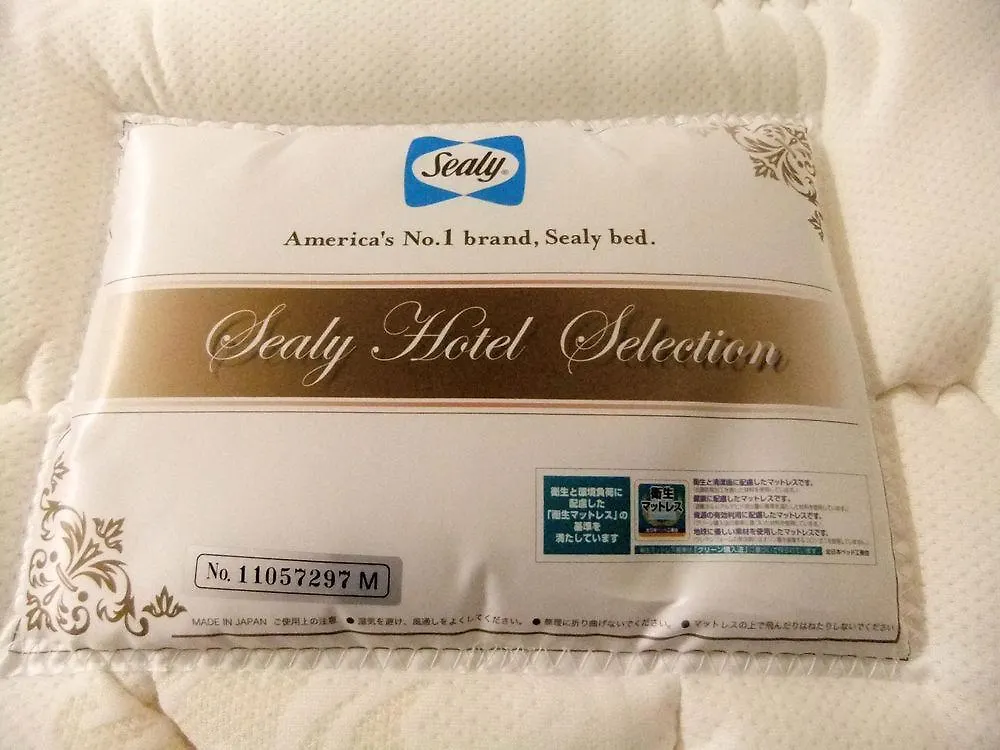 Sealy®
America's No.1 brand, Sealy bed.
Sealy Hotel Selection
衛生と環境負荷に
配慮した
「衛生マットレス」の
基準を
満たしています
衛生
マットレス
衛生と清潔面に配慮したマットレスです。
健康に配慮したマットレスです。
資源の有効利用に配慮したマットレスです。
地球に優しい素材を使用したマットレスです。
全日本ベッド工業会
No. 11057297 M
MADE IN JAPAN ご使用上の注意 ●湿気を避け、風通しをよくしてください。 ●無理に折り曲げないでください。 ●マットレスの上で飛んだりはねたりしないでください